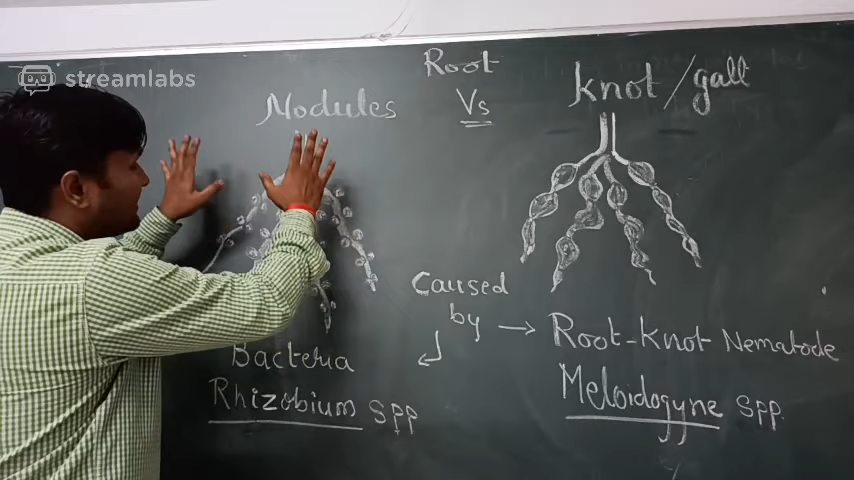 streamlabs
Root
Nodules Vs Knot/gall
Caused
by → Root-Knot Nematode
Bacteria
Rhizobium spp
Meloidogyne spp